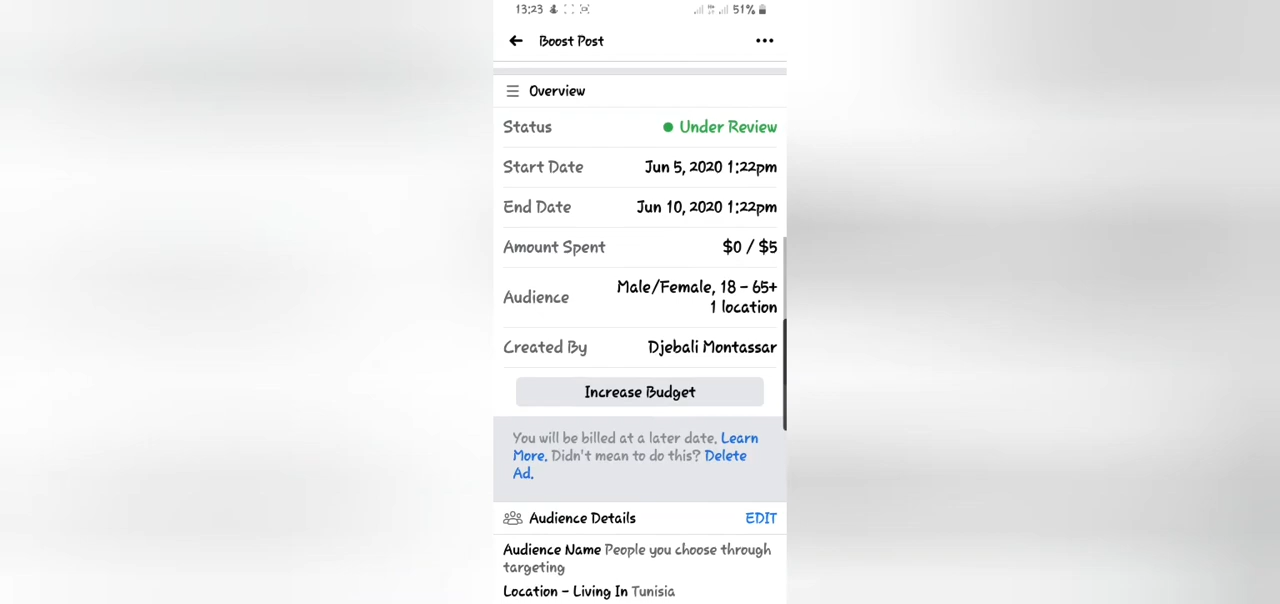 13:23 51%
Boost Post
Overview
Status Under Review
Start Date Jun 5, 2020 1:22pm
End Date Jun 10, 2020 1:22pm
Amount Spent $0 / $5
Audience Male/Female, 18 – 65+
1 location
Created By Djebali Montassar
Increase Budget
You will be billed at a later date. Learn
More. Didn't mean to do this? Delete
Ad.
Audience Details EDIT
Audience Name People you choose through
targeting
Location – Living In Tunisia